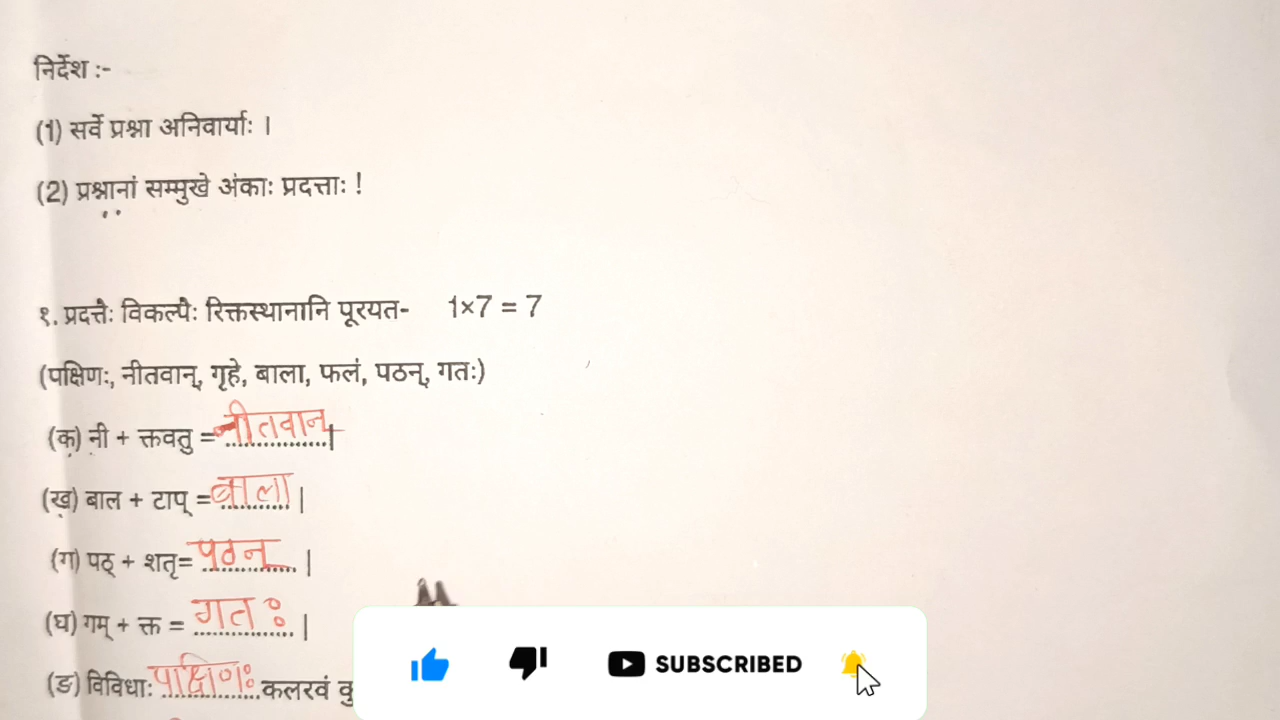 निर्देश :-
(1) सर्वे प्रश्ना अनिवार्याः ।
(2) प्रश्नानां सम्मुखे अंकाः प्रदत्ताः !
१. प्रदत्तैः विकल्पैः रिक्तस्थानानि पूरयत- 1×7 = 7
(पक्षिणः, नीतवान्, गृहे, बाला, फलं, पठन्, गतः)
(क) नी + क्तवतु = नीतवान् |
(ख) बाल + टाप् = बाला |
(ग) पठ् + शतृ= पठन् |
(घ) गम् + क्त = गतः |
(ङ) विविधाः पक्षिणः कलरवं कु
SUBSCRIBED